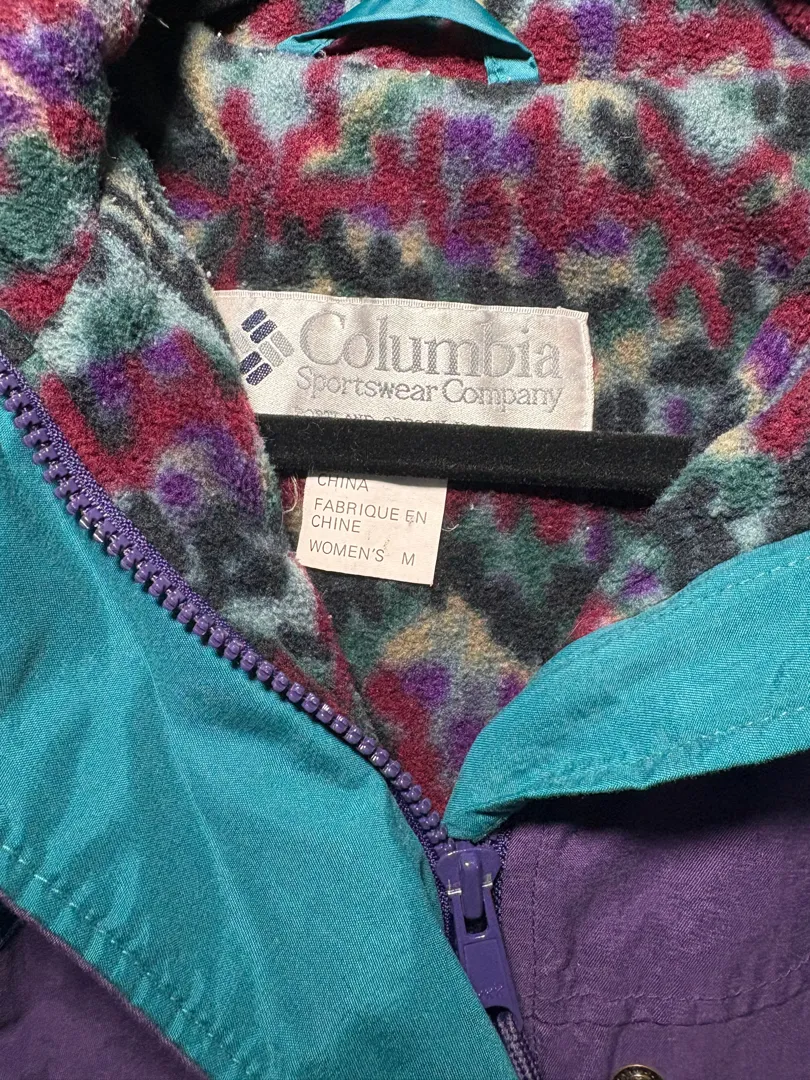 Columbia
Sportswear Company
CHINA
FABRIQUE EN
CHINE
WOMEN'S M